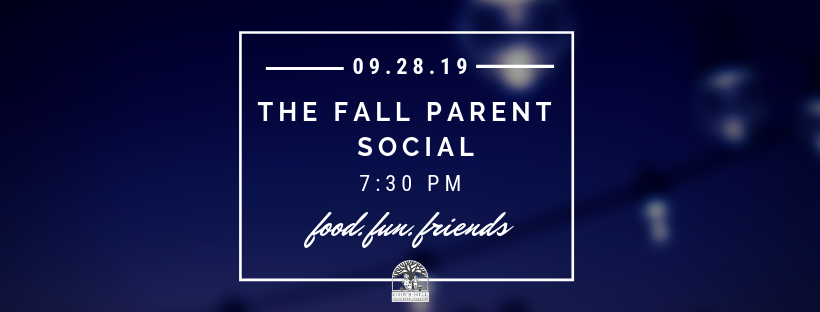 09.28.19
THE FALL PARENT
SOCIAL
7:30 PM
food.fun.friends